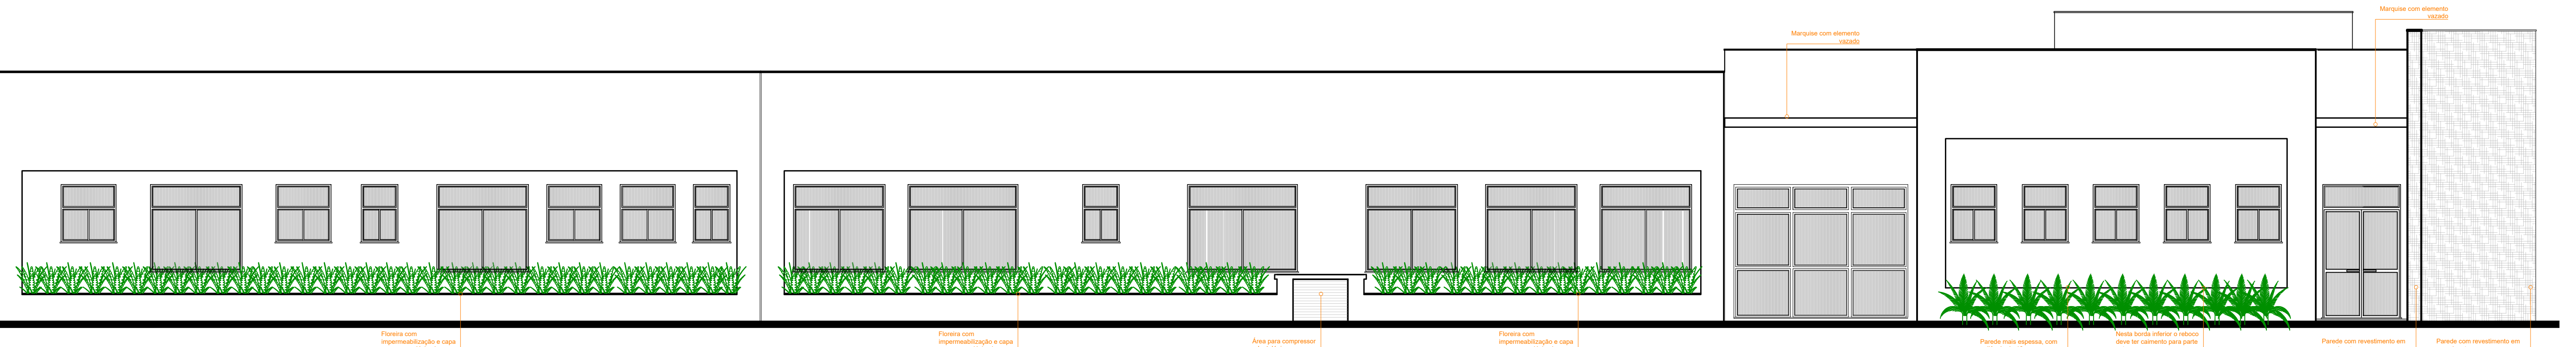 Marquise com elemento
vazado
Marquise com elemento
vazado
Floreira com
impermeabilização e capa
Floreira com
impermeabilização e capa
Área para compressor
Floreira com
impermeabilização e capa
Parede mais espessa, com
Nesta borda inferior o reboco
deve ter caimento para parte
Parede com revestimento em
Parede com revestimento em